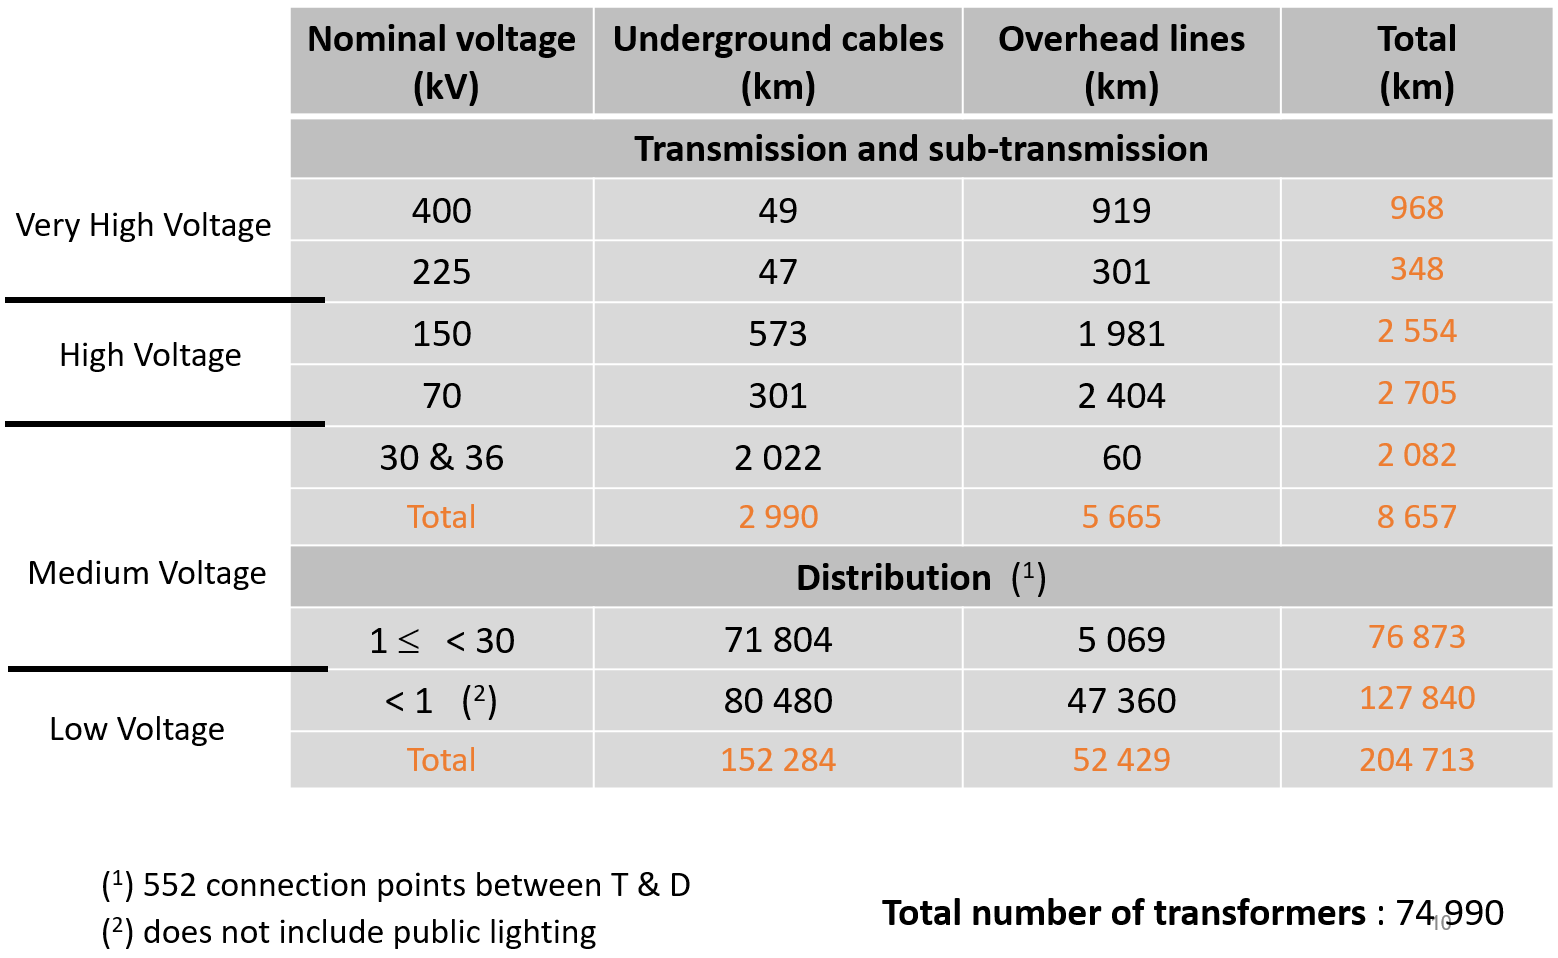 Nominal voltage (kV) Underground cables (km) Overhead lines (km) Total (km)
Transmission and sub-transmission
Very High Voltage
400 49 919 968
225 47 301 348
High Voltage
150 573 1 981 2 554
70 301 2 404 2 705
30 & 36 2 022 60 2 082
Total 2 990 5 665 8 657
Medium Voltage
Distribution (1)
1 ≤ < 30 71 804 5 069 76 873
< 1 (2) 80 480 47 360 127 840
Low Voltage
Total 152 284 52 429 204 713
(1) 552 connection points between T & D
(2) does not include public lighting
Total number of transformers : 74 990
10